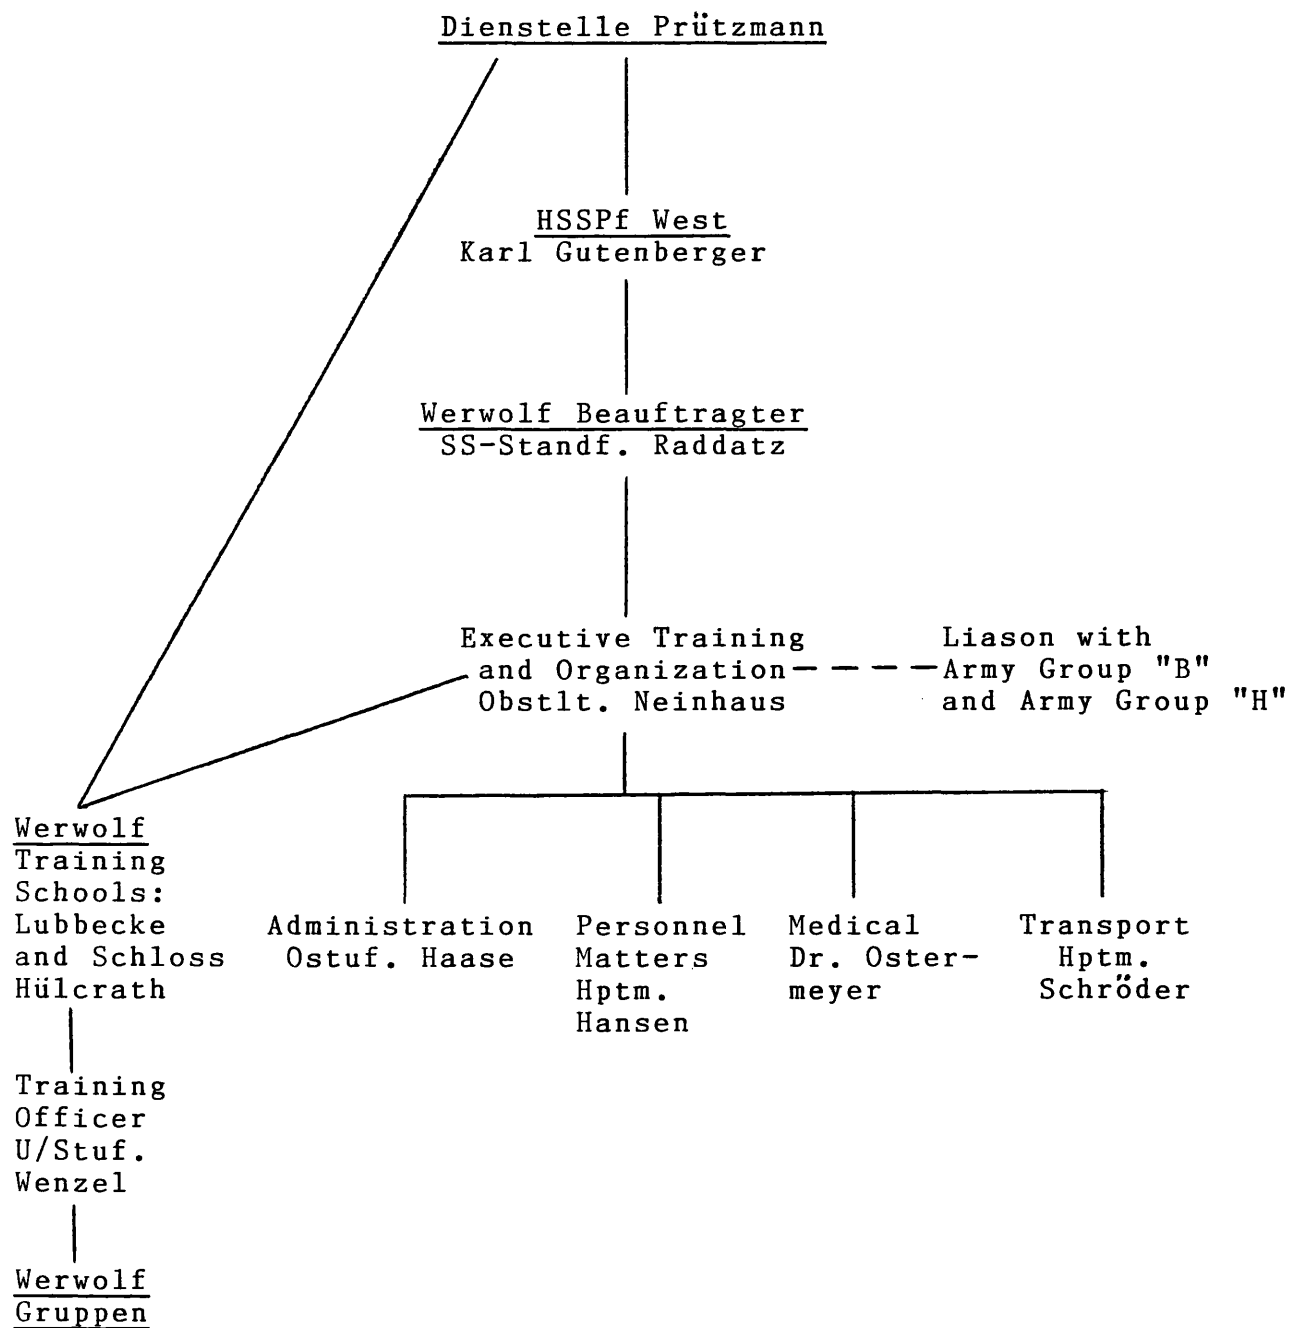 Dienstelle Prützmann
HSSPf West
Karl Gutenberger
Werwolf Beauftragter
SS-Standf. Raddatz
Executive Training
and Organization
Obstlt. Neinhaus
Liason with
Army Group "B"
and Army Group "H"
Werwolf
Training
Schools:
Lubbecke
and Schloss
Hülcrath
Administration
Ostuf. Haase
Personnel
Matters
Hptm.
Hansen
Medical
Dr. Oster-
meyer
Transport
Hptm.
Schröder
Training
Officer
U/Stuf.
Wenzel
Werwolf
Gruppen